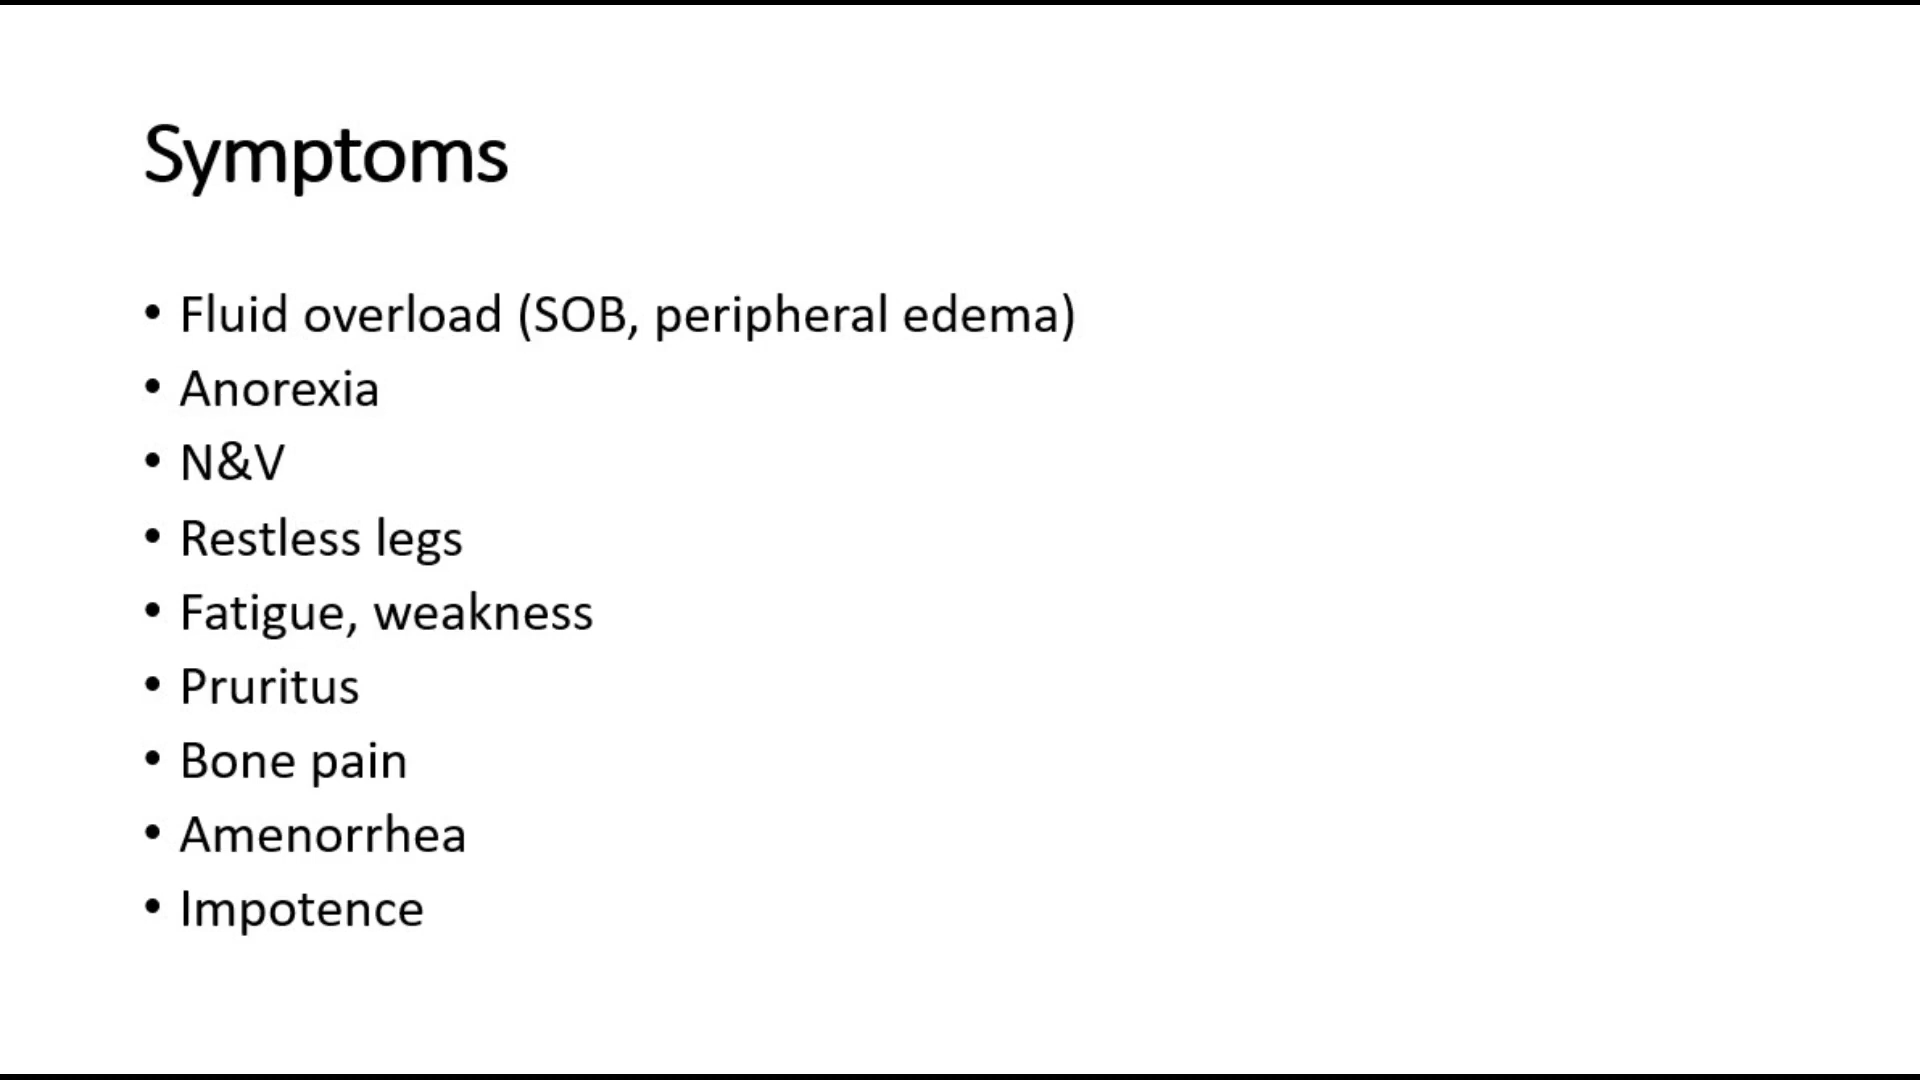 Symptoms
• Fluid overload (SOB, peripheral edema)
• Anorexia
• N&V
• Restless legs
• Fatigue, weakness
• Pruritus
• Bone pain
• Amenorrhea
• Impotence